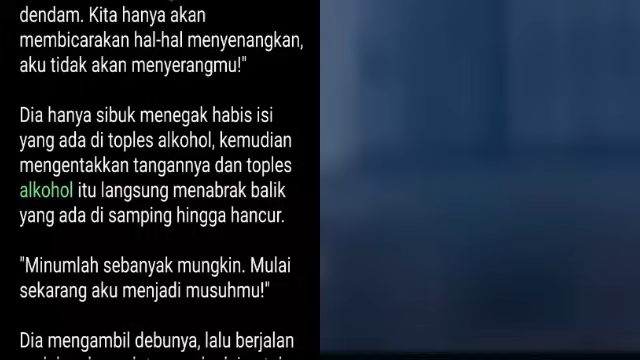 dendam. Kita hanya akan
membicarakan hal-hal menyenangkan,
aku tidak akan menyerangmu!"
Dia hanya sibuk menegak habis isi
yang ada di toples alkohol, kemudian
mengentakkan tangannya dan toples
alkohol itu langsung menabrak balik
yang ada di samping hingga hancur.
"Minumlah sebanyak mungkin. Mulai
sekarang aku menjadi musuhmu!"
Dia mengambil debunya, lalu berjalan